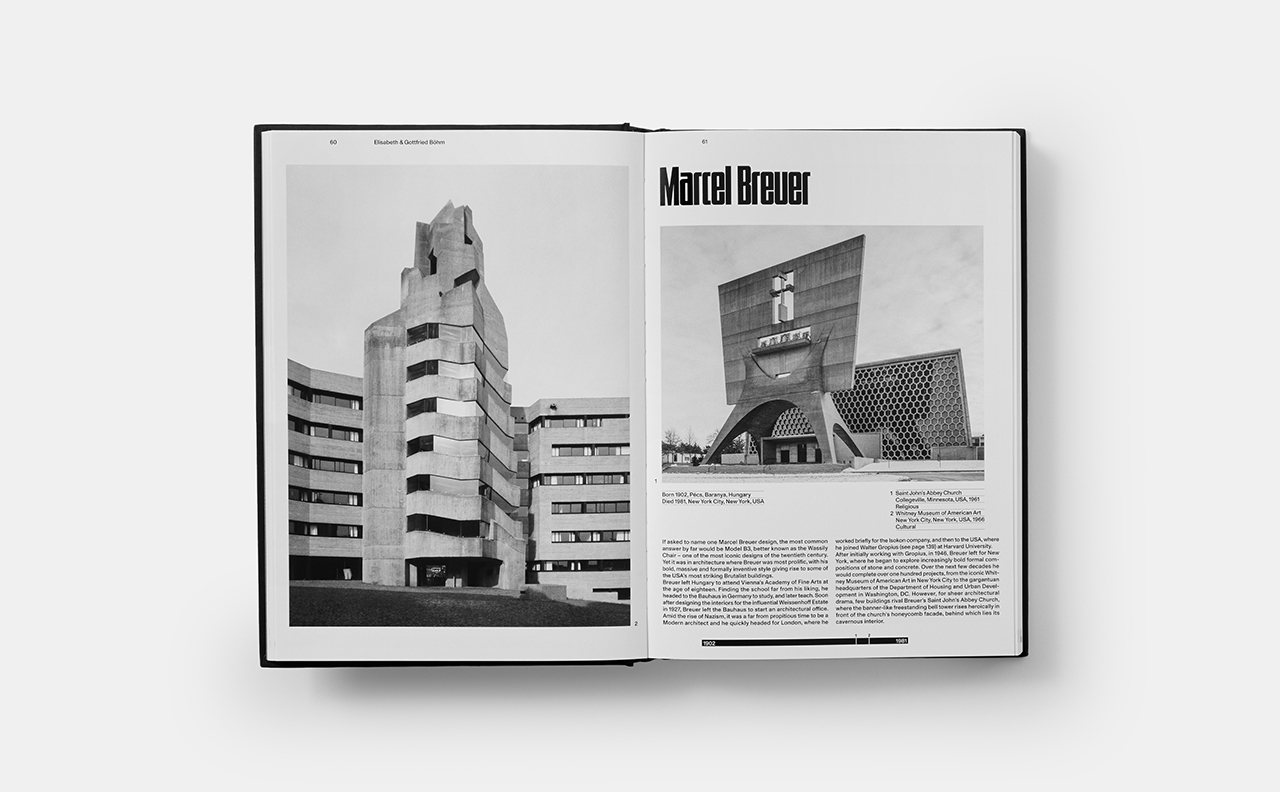 60
Elisabeth & Gottfried Böhm
2
61
Marcel Breuer
1
Born 1902, Pécs, Baranya, Hungary
Died 1981, New York City, New York, USA
1 Saint John's Abbey Church
Collegeville, Minnesota, USA, 1961
Religious
2 Whitney Museum of American Art
New York City, New York, USA, 1966
Cultural
If asked to name one Marcel Breuer design, the most common
answer by far would be Model B3, better known as the Wassily
Chair – one of the most iconic designs of the twentieth century.
Yet it was in architecture where Breuer was most prolific, with his
bold, massive and formally inventive style giving rise to some of
the USA's most striking Brutalist buildings.
Breuer left Hungary to attend Vienna's Academy of Fine Arts at
the age of eighteen. Finding the school far from his liking, he
headed to the Bauhaus in Germany to study, and later teach. Soon
after designing the interiors for the influential Weissenhoff Estate
in 1927, Breuer left the Bauhaus to start an architectural office.
Amid the rise of Nazism, it was a far from propitious time to be a
Modern architect and he quickly headed for London, where he
worked briefly for the Isokon company, and then to the USA, where
he joined Walter Gropius (see page 139) at Harvard University.
After initially working with Gropius, in 1946, Breuer left for New
York, where he began to explore increasingly bold formal com-
positions of stone and concrete. Over the next few decades he
would complete over one hundred projects, from the iconic Whit-
ney Museum of American Art in New York City to the gargantuan
headquarters of the Department of Housing and Urban Devel-
opment in Washington, DC. However, for sheer architectural
drama, few buildings rival Breuer's Saint John's Abbey Church,
where the banner-like freestanding bell tower rises heroically in
front of the church's honeycomb facade, behind which lies its
cavernous interior.
1902 1 2 1981